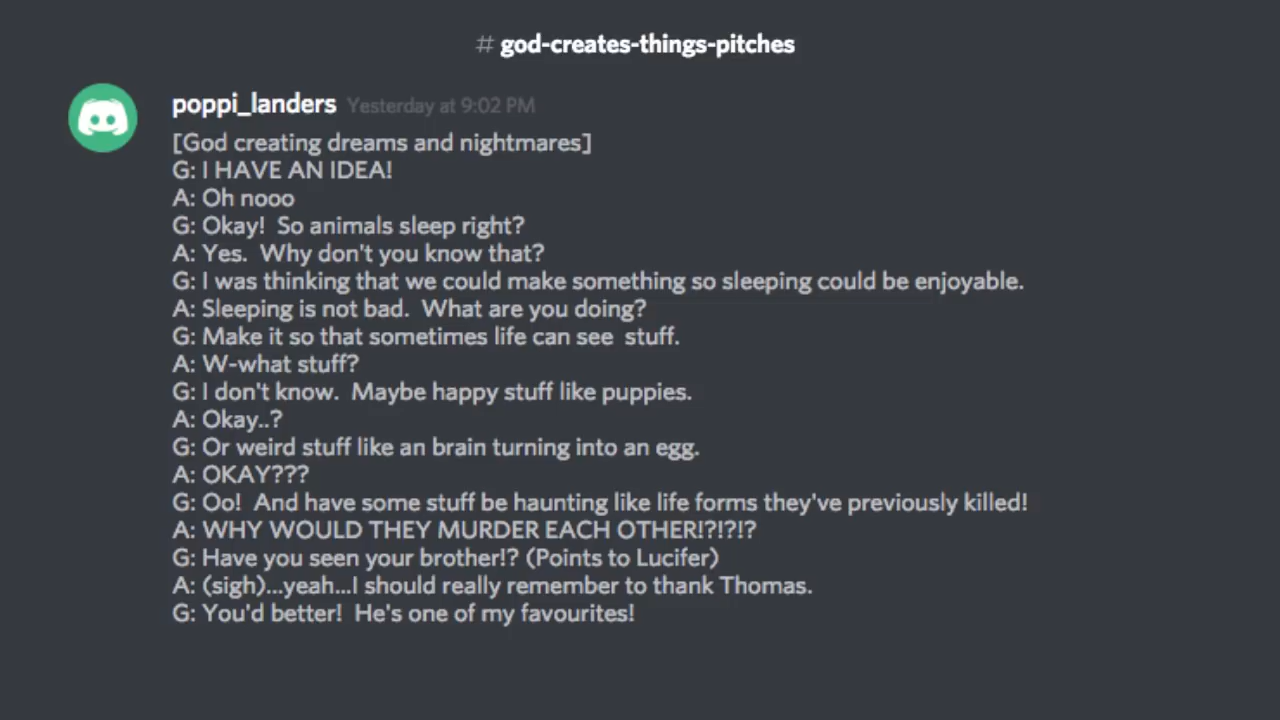 # god-creates-things-pitches
poppi_landers Yesterday at 9:02 PM
[God creating dreams and nightmares]
G: I HAVE AN IDEA!
A: Oh nooo
G: Okay!  So animals sleep right?
A: Yes.  Why don't you know that?
G: I was thinking that we could make something so sleeping could be enjoyable.
A: Sleeping is not bad.  What are you doing?
G: Make it so that sometimes life can see  stuff.
A: W-what stuff?
G: I don't know.  Maybe happy stuff like puppies.
A: Okay..?
G: Or weird stuff like an brain turning into an egg.
A: OKAY???
G: Oo!  And have some stuff be haunting like life forms they've previously killed!
A: WHY WOULD THEY MURDER EACH OTHER!?!?!?
G: Have you seen your brother!? (Points to Lucifer)
A: (sigh)...yeah...I should really remember to thank Thomas.
G: You'd better!  He's one of my favourites!